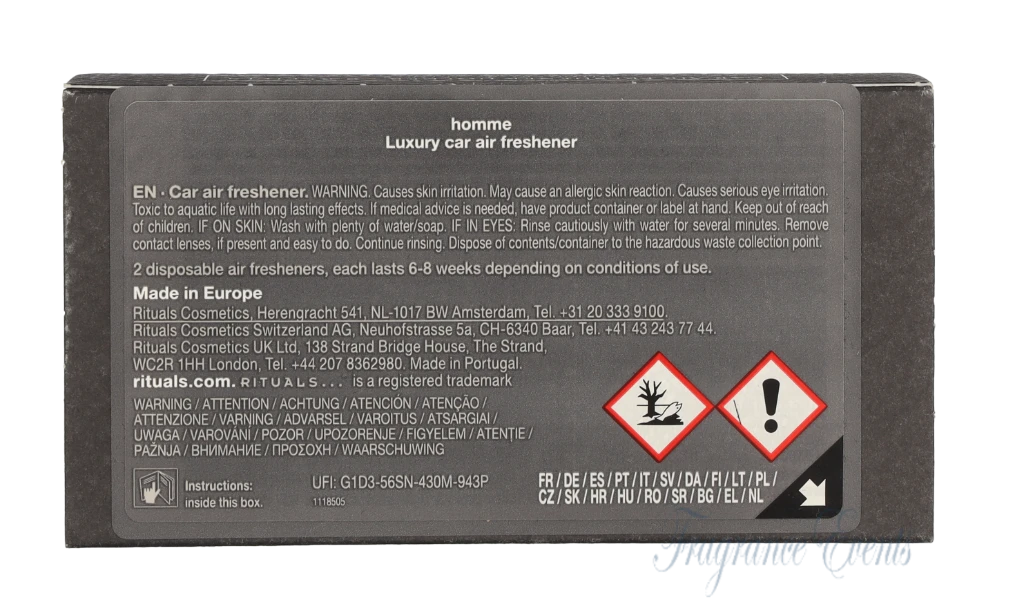 homme
Luxury car air freshener
EN · Car air freshener. WARNING. Causes skin irritation. May cause an allergic skin reaction. Causes serious eye irritation.
Toxic to aquatic life with long lasting effects. If medical advice is needed, have product container or label at hand. Keep out of reach
of children. IF ON SKIN: Wash with plenty of water/soap. IF IN EYES: Rinse cautiously with water for several minutes. Remove
contact lenses, if present and easy to do. Continue rinsing. Dispose of contents/container to the hazardous waste collection point.
2 disposable air fresheners, each lasts 6-8 weeks depending on conditions of use.
Made in Europe
Rituals Cosmetics, Herengracht 541, NL-1017 BW Amsterdam, Tel. +31 20 333 9100.
Rituals Cosmetics Switzerland AG, Neuhofstrasse 5a, CH-6340 Baar, Tel. +41 43 243 77 44.
Rituals Cosmetics UK Ltd, 138 Strand Bridge House, The Strand,
WC2R 1HH London, Tel. +44 207 8362980. Made in Portugal.
rituals.com. RITUALS... is a registered trademark
WARNING / ATTENTION / ACHTUNG / ATENCIÓN / ATENÇÃO /
ATTENZIONE / VARNING / ADVARSEL / VAROITUS / ATSARGIAI /
UWAGA / VAROVÁNÍ / POZOR / UPOZORENJE / FIGYELEM / ATENȚIE /
PAŽNJA / ВНИМАНИЕ / ΠΡΟΣΟΧΗ / WAARSCHUWING
Instructions:
inside this box.
UFI: G1D3-56SN-430M-943P
1118505
FR / DE / ES / PT / IT / SV / DA / FI / LT / PL /
CZ / SK / HR / HU / RO / SR / BG / EL / NL
Fragrance Events